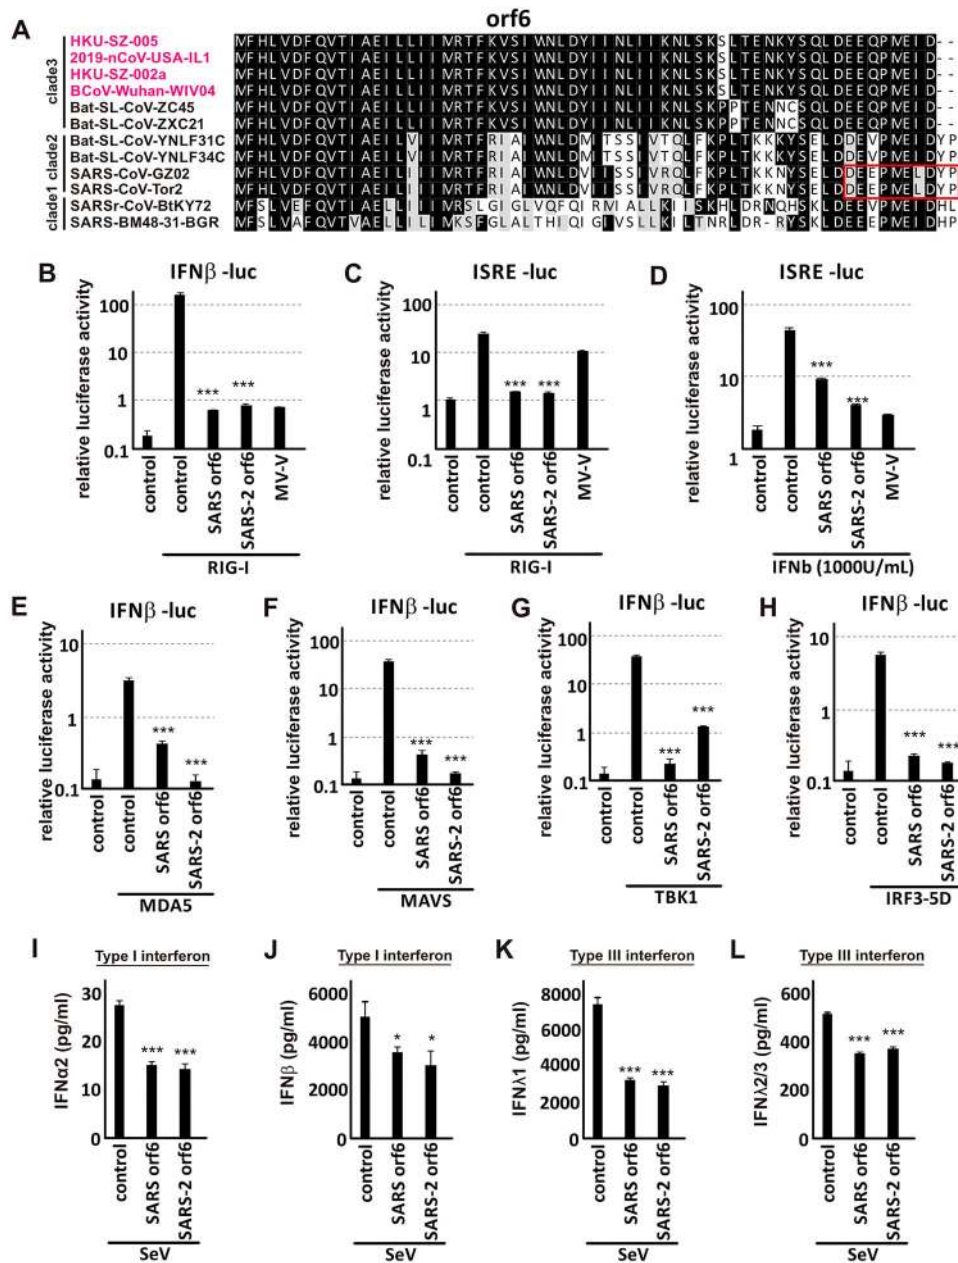 A
orf6
clade3
HKU-SZ-005 MFHLVDFQVTIAEILLIIMRTFKVSIWNLDYIINLIIKNLSKSLTENKYSQLDEEQPMEID--
2019-nCoV-USA-IL1 MFHLVDFQVTIAEILLIIMRTFKVSIWNLDYIINLIIKNLSKSLTENKYSQLDEEQPMEID--
HKU-SZ-002a MFHLVDFQVTIAEILLIIMRTFKVSIWNLDYIINLIIKNLSKSLTENKYSQLDEEQPMEID--
BCoV-Wuhan-WIV04 MFHLVDFQVTIAEILLIIMRTFKVSIWNLDYIINLIIKNLSKSLTENKYSQLDEEQPMEID--
Bat-SL-CoV-ZC45 MFHLVDFQVTIAEILLIIMRTFKVSIWNLDYIINLIIKNLSKPPTENNCSQLDEEQPMEID--
Bat-SL-CoV-ZXC21 MFHLVDFQVTIAEILLIIMRTFKVSIWNLDYIINLIIKNLSKPPTENNCSQLDEEQPMEID--
clade2
Bat-SL-CoV-YNLF31C
Bat-SL-CoV-YNLF34C
clade1
SARS-CoV-GZ02
SARS-CoV-Tor2
SARSr-CoV-BtKY72
SARS-BM48-31-BGR
B
IFNβ -luc
relative luciferase activity
100
10
1
0.1
control
control
SARS orf6
***
SARS-2 orf6
***
MV-V
RIG-I
C
ISRE -luc
relative luciferase activity
100
10
1
0.1
control
control
SARS orf6
***
SARS-2 orf6
***
MV-V
RIG-I
D
ISRE -luc
relative luciferase activity
100
10
1
control
control
SARS orf6
***
SARS-2 orf6
***
MV-V
IFNb (1000U/mL)
E
IFNβ -luc
relative luciferase activity
10
1
0.1
control
control
SARS orf6
***
SARS-2 orf6
***
MDA5
F
IFNβ -luc
relative luciferase activity
100
10
1
0.1
control
control
SARS orf6
***
SARS-2 orf6
***
MAVS
G
IFNβ -luc
relative luciferase activity
100
10
1
0.1
control
control
SARS orf6
***
SARS-2 orf6
***
TBK1
H
IFNβ -luc
relative luciferase activity
10
1
0.1
control
control
SARS orf6
***
SARS-2 orf6
***
IRF3-5D
I
Type I interferon
IFNα2 (pg/ml)
30
20
10
0
control
SARS orf6
***
SARS-2 orf6
***
SeV
J
Type I interferon
IFNβ (pg/ml)
6000
4000
2000
0
control
SARS orf6
*
SARS-2 orf6
*
SeV
K
Type III interferon
IFNλ1 (pg/ml)
8000
6000
4000
2000
0
control
SARS orf6
***
SARS-2 orf6
***
SeV
L
Type III interferon
IFNλ2/3 (pg/ml)
600
400
200
0
control
SARS orf6
***
SARS-2 orf6
***
SeV